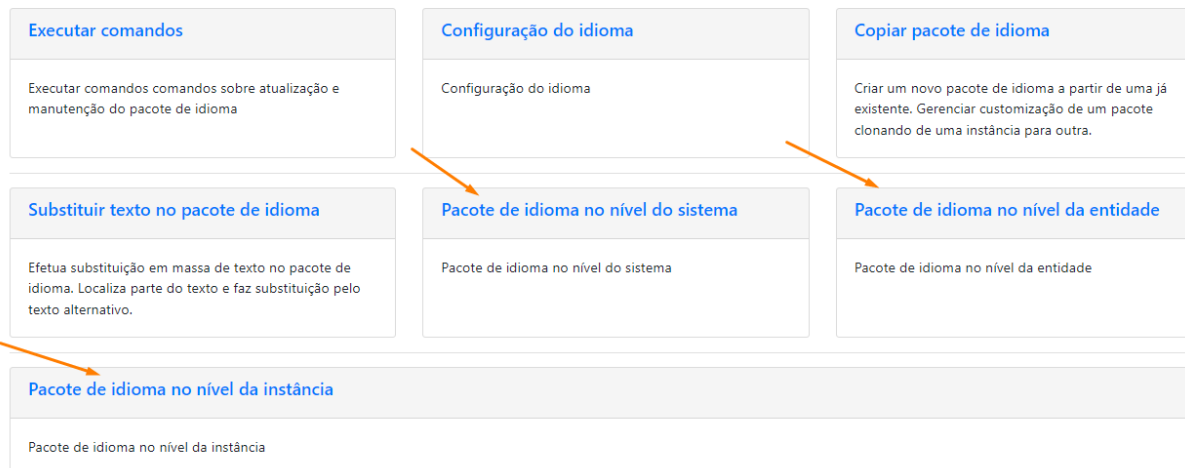 Executar comandos
Configuração do idioma
Copiar pacote de idioma
Executar comandos comandos sobre atualização e
manutenção do pacote de idioma
Configuração do idioma
Criar um novo pacote de idioma a partir de uma já
existente. Gerenciar customização de um pacote
clonando de uma instância para outra.
Substituir texto no pacote de idioma
Pacote de idioma no nível do sistema
Pacote de idioma no nível da entidade
Efetua substituição em massa de texto no pacote de
idioma. Localiza parte do texto e faz substituição pelo
texto alternativo.
Pacote de idioma no nível do sistema
Pacote de idioma no nível da entidade
Pacote de idioma no nível da instância
Pacote de idioma no nível da instância